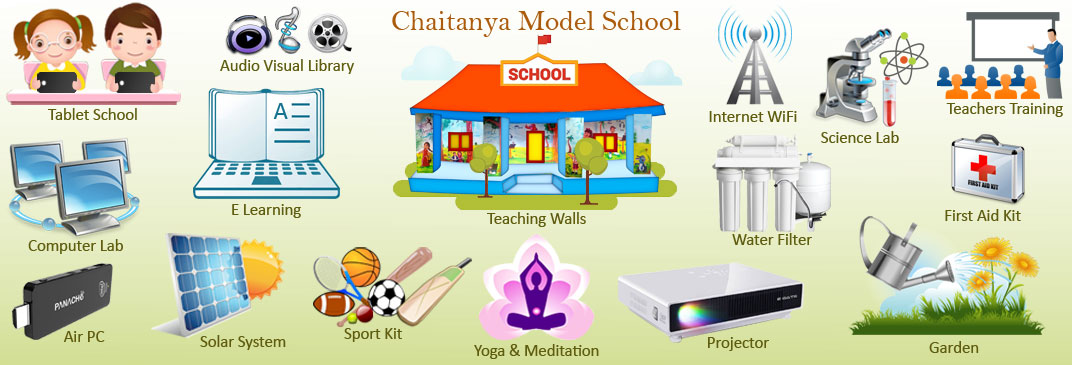 Chaitanya Model School
SCHOOL
Tablet School
Audio Visual Library
Internet WiFi
Science Lab
Teachers Training
A
E Learning
Teaching Walls
Computer Lab
Water Filter
FIRST AID KIT
First Aid Kit
PANACHE
Air PC
Solar System
Sport Kit
Yoga & Meditation
Projector
Garden